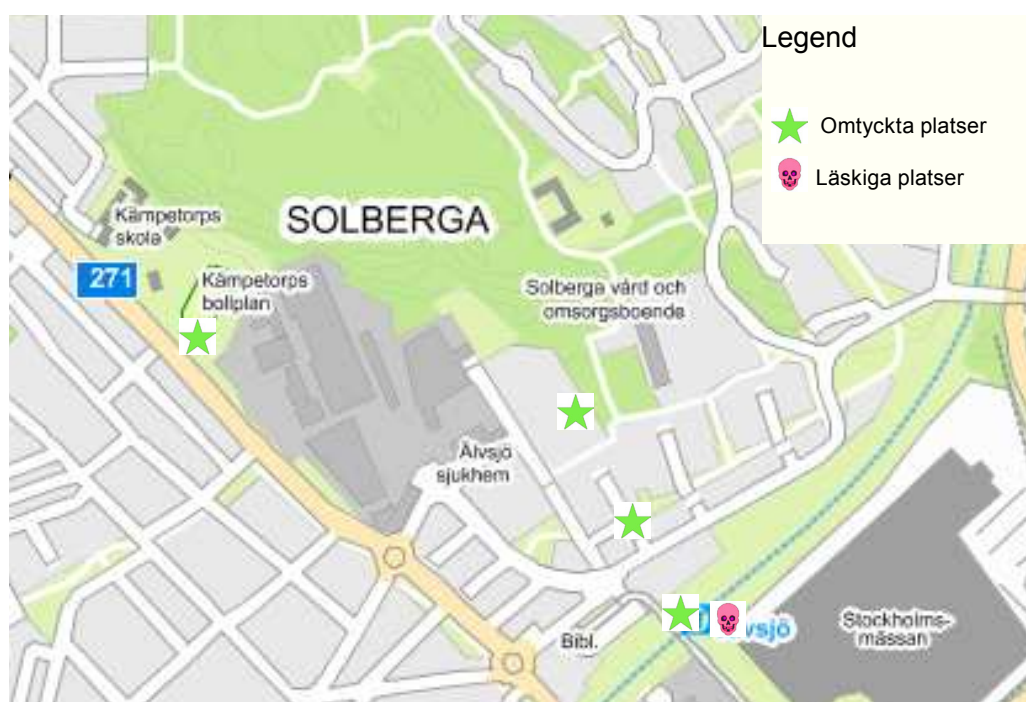 Legend
Omtyckta platser
Läskiga platser
Kämpetorps
skola
SOLBERGA
271
Kämpetorps
bollplan
Solberga vård och
omsorgsboende
Älvsjö
sjukhem
Bibl.
vsjö
Stockholms-
mässan